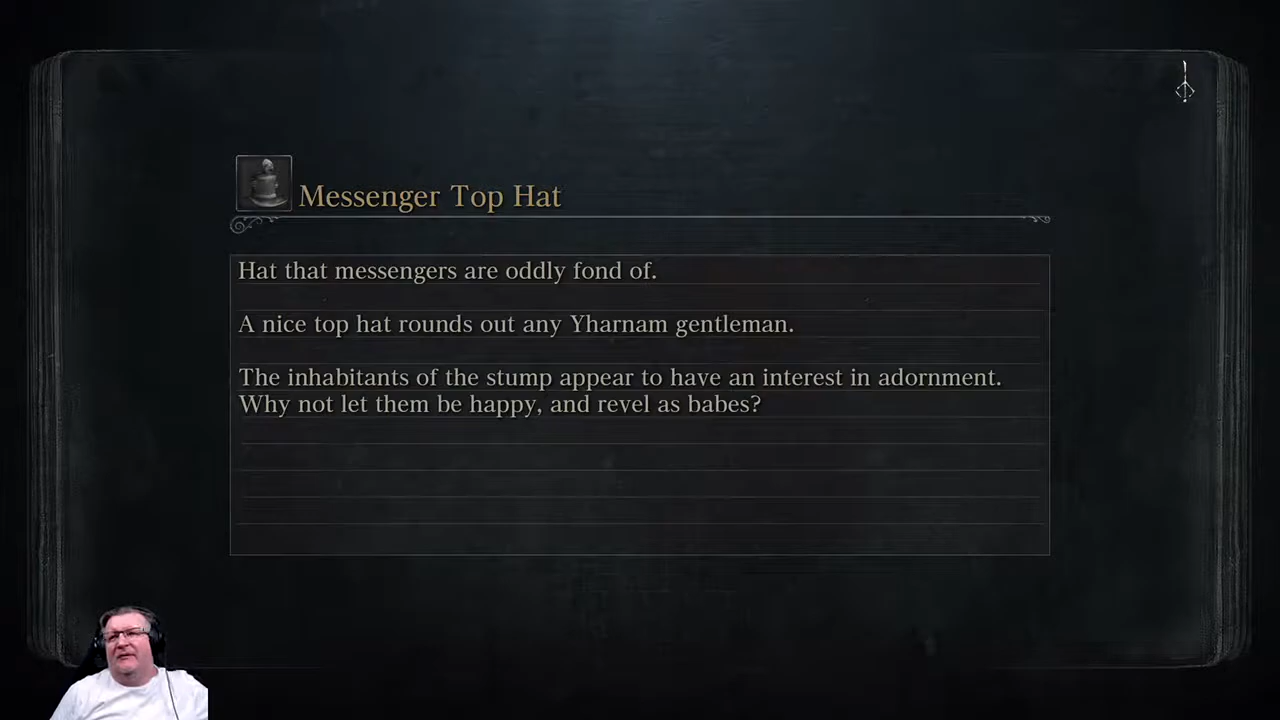 Messenger Top Hat
Hat that messengers are oddly fond of.
A nice top hat rounds out any Yharnam gentleman.
The inhabitants of the stump appear to have an interest in adornment.
Why not let them be happy, and revel as babes?